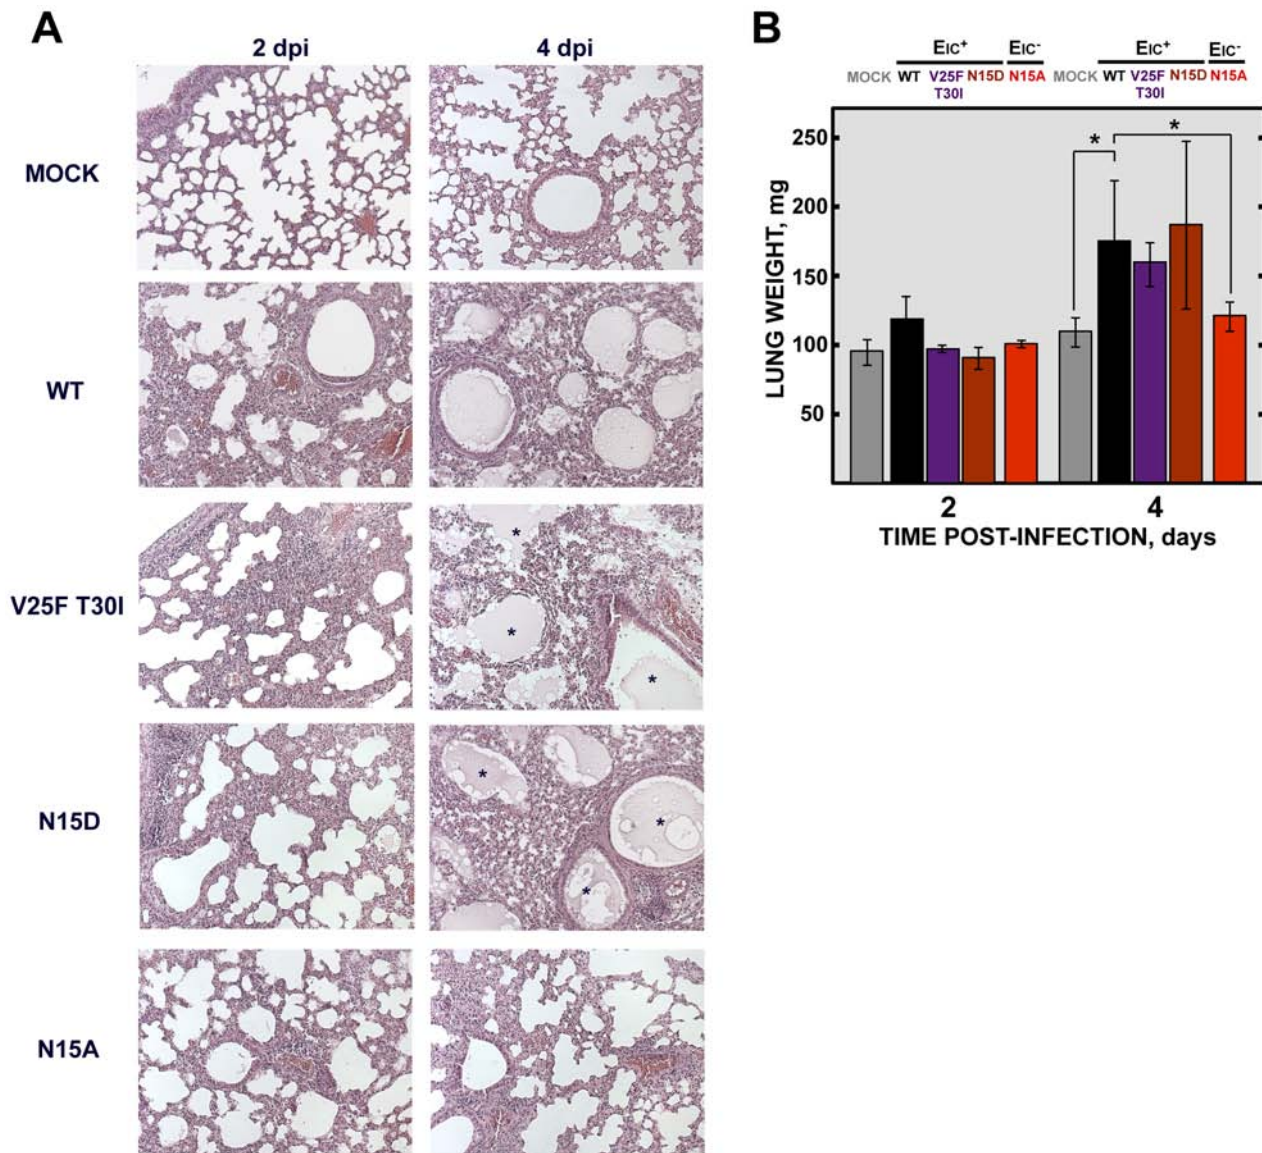 A
2 dpi 4 dpi
MOCK
WT
*
V25F T30I
*
*
*
N15D
*
*
N15A
B
EIC+ EIC- EIC+ EIC-
MOCK WT V25F N15D N15A MOCK WT V25F N15D N15A
T30I T30I
250
* *
200
150
100
50
LUNG WEIGHT, mg
2 4
TIME POST-INFECTION, days